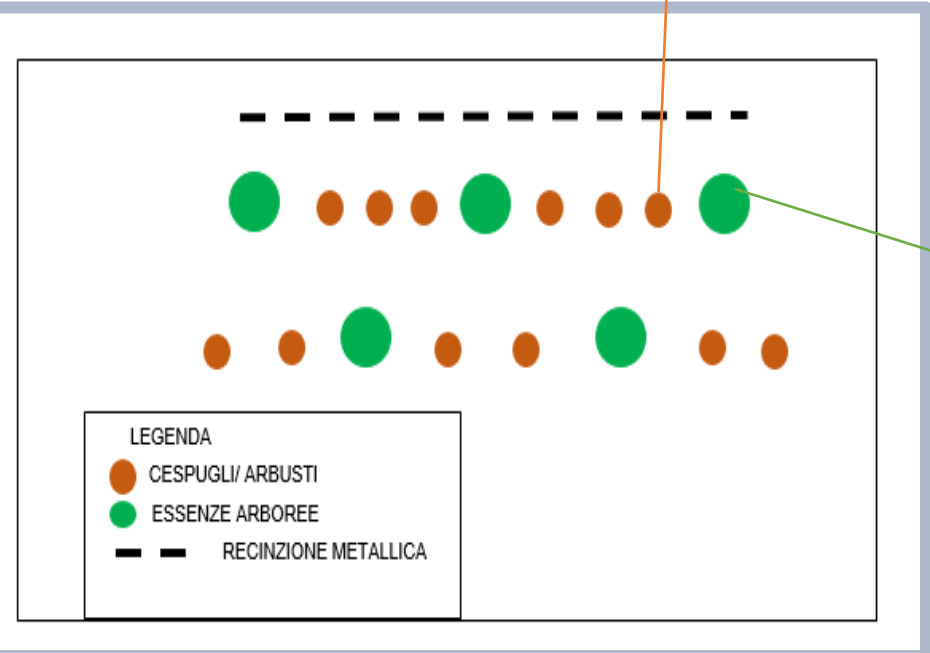 LEGENDA
CESPUGLI/ ARBUSTI
ESSENZE ARBOREE
RECINZIONE METALLICA